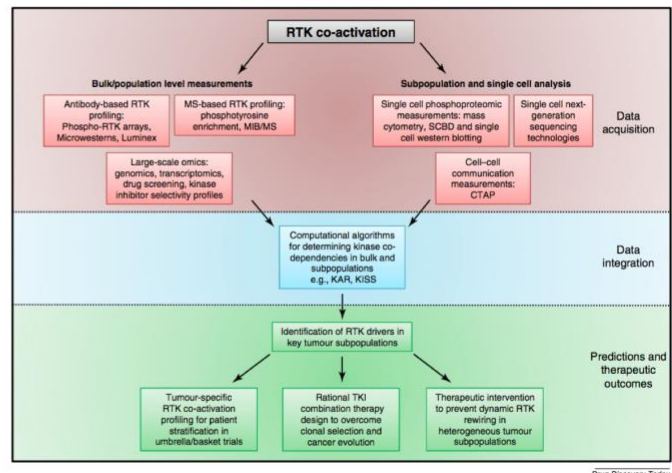 RTK co-activation
Bulk/population level measurements
Subpopulation and single cell analysis
Antibody-based RTK
profiling:
Phospho-RTK arrays,
Microwesterns, Luminex
MS-based RTK profiling:
phosphotyrosine
enrichment, MIB/MS
Single cell phosphoproteomic
measurements: mass
cytometry, SCBD and single
cell western blotting
Single cell next-
generation
sequencing
technologies
Data
acquisition
Large-scale omics:
genomics, transcriptomics,
drug screening, kinase
inhibitor selectivity profiles
Cell–cell
communication
measurements:
CTAP
Computational algorithms
for determining kinase co-
dependencies in bulk and
subpopulations
e.g., KAR, KISS
Data
integration
Identification of RTK drivers in
key tumour subpopulations
Predictions and
therapeutic
outcomes
Tumour-specific
RTK co-activation
profiling for patient
stratification in
umbrella/basket trials
Rational TKI
combination therapy
design to overcome
clonal selection and
cancer evolution
Therapeutic intervention
to prevent dynamic RTK
rewiring in
heterogeneous tumour
subpopulations
Drug Discovery Today